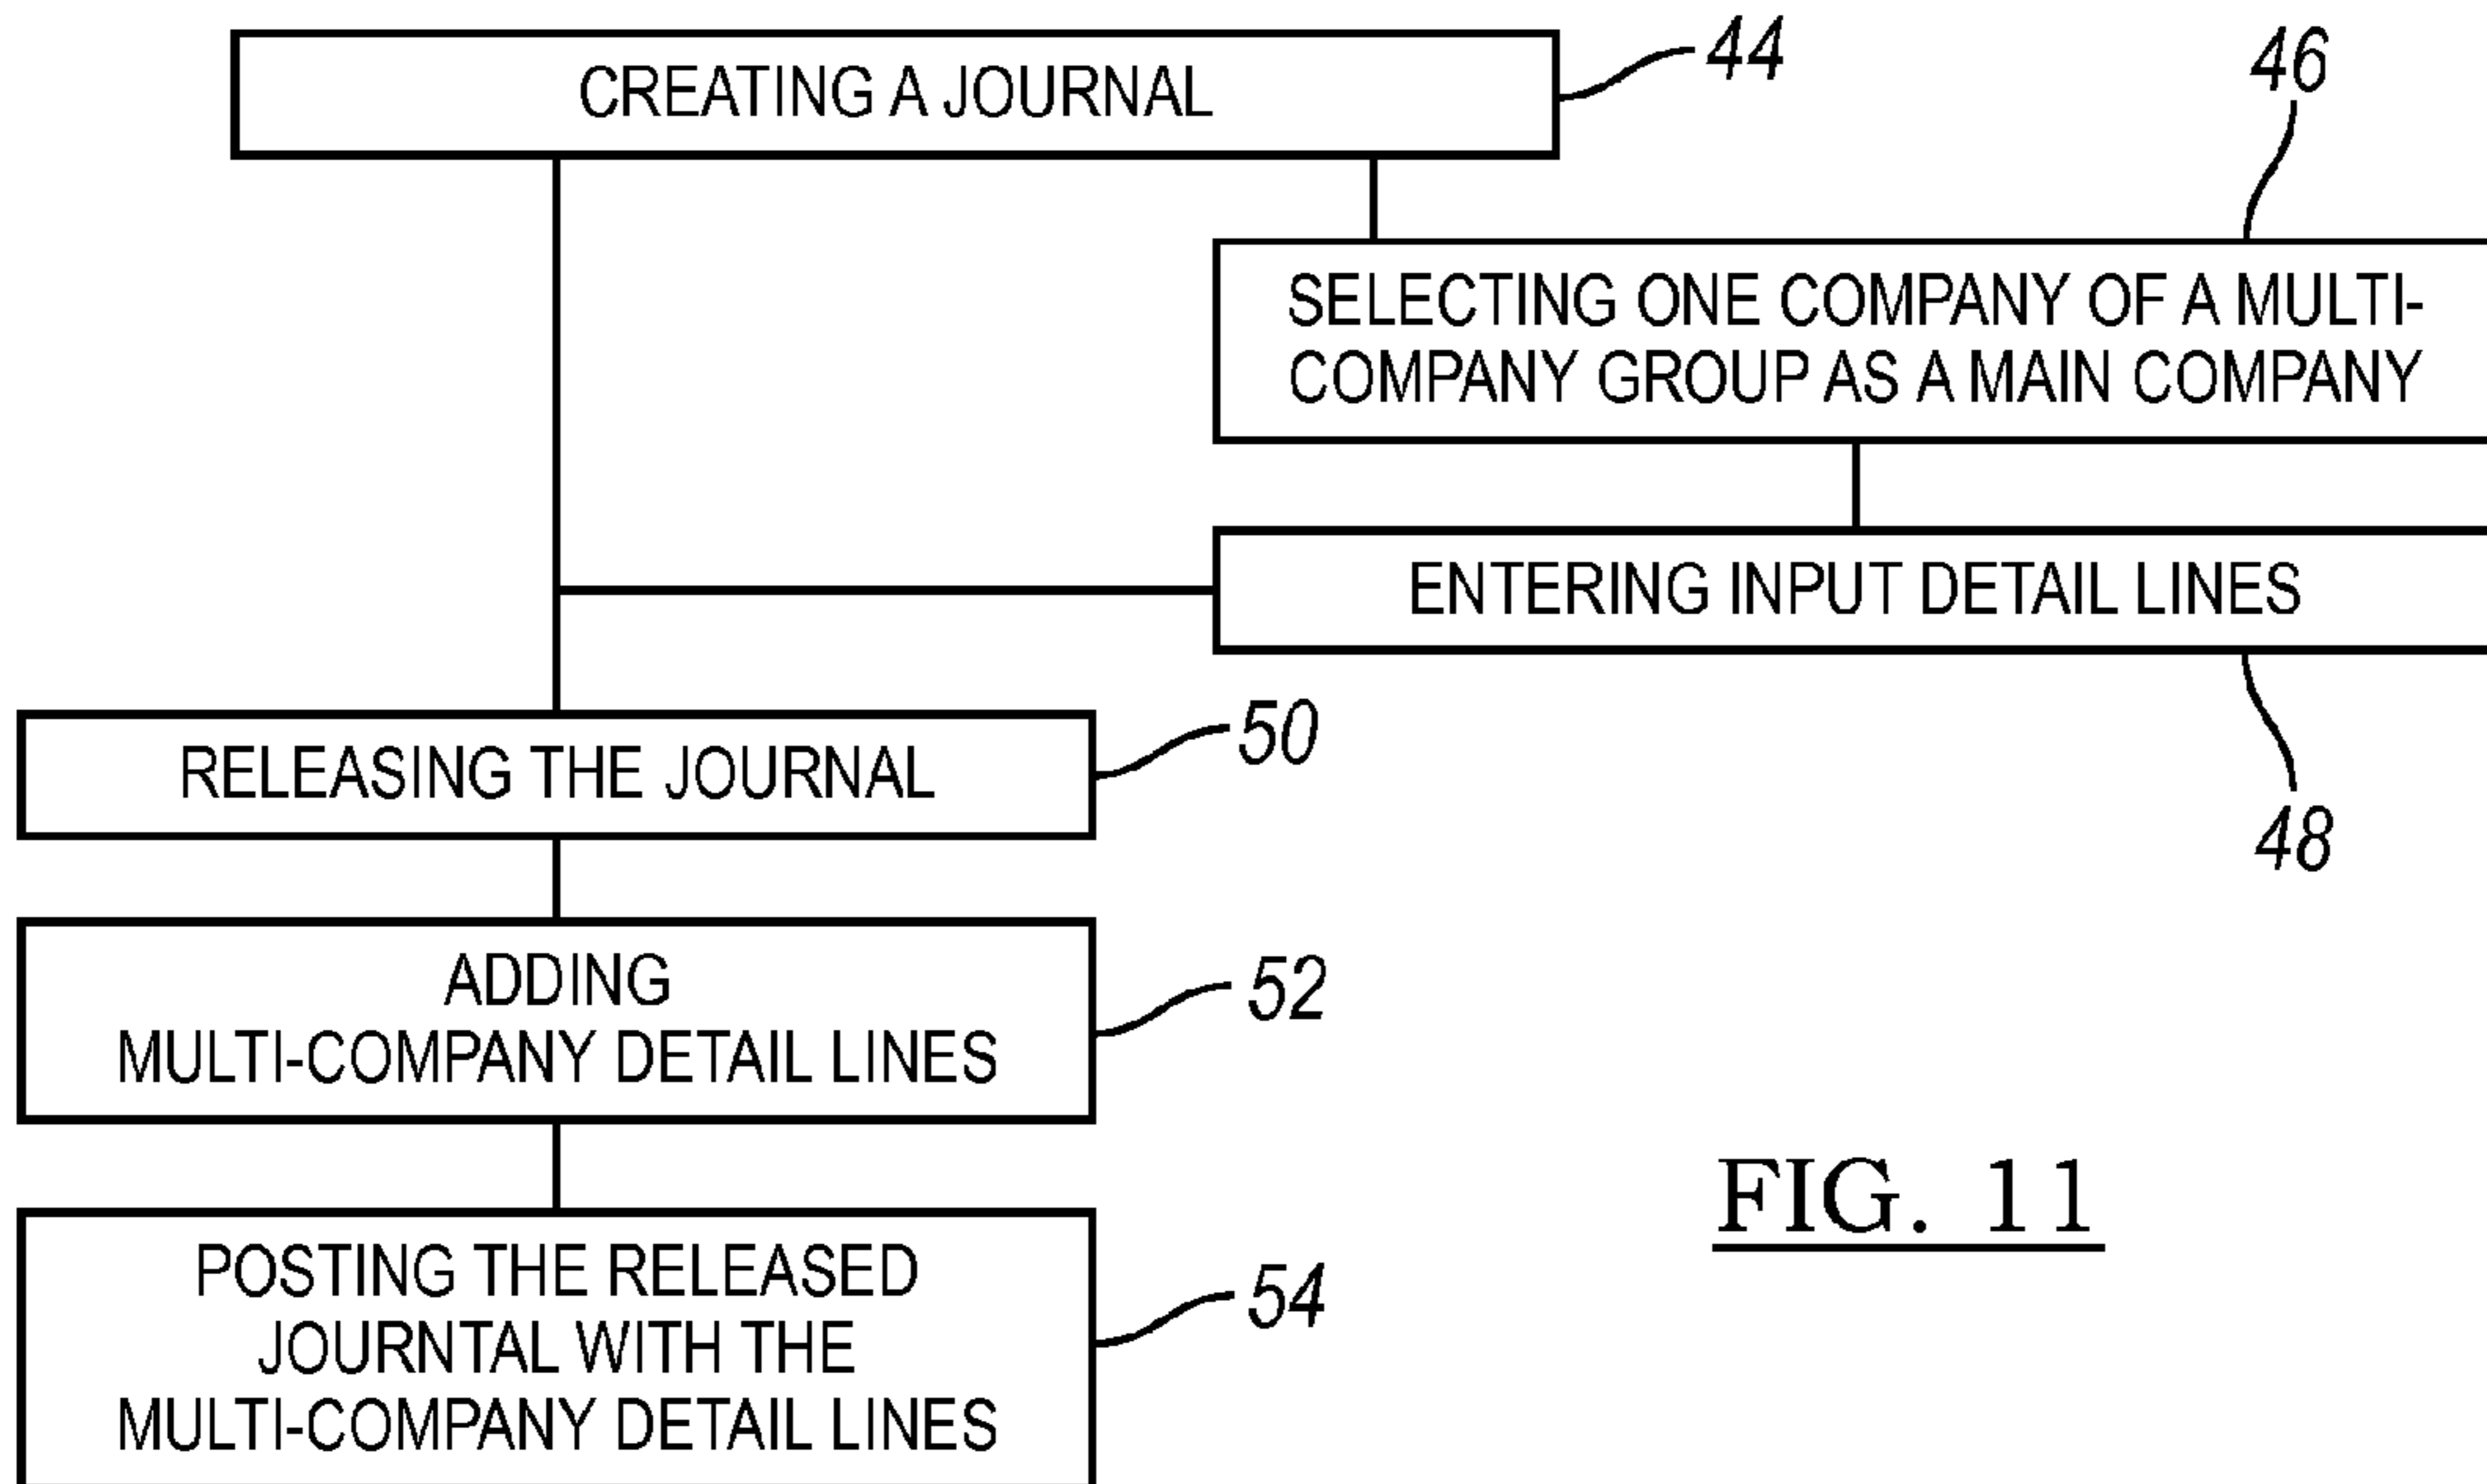 CREATING A JOURNAL
44
46
SELECTING ONE COMPANY OF A MULTI-
COMPANY GROUP AS A MAIN COMPANY
ENTERING INPUT DETAIL LINES
48
RELEASING THE JOURNAL
50
ADDING
MULTI-COMPANY DETAIL LINES
52
POSTING THE RELEASED
JOURNTAL WITH THE
MULTI-COMPANY DETAIL LINES
54
FIG. 11